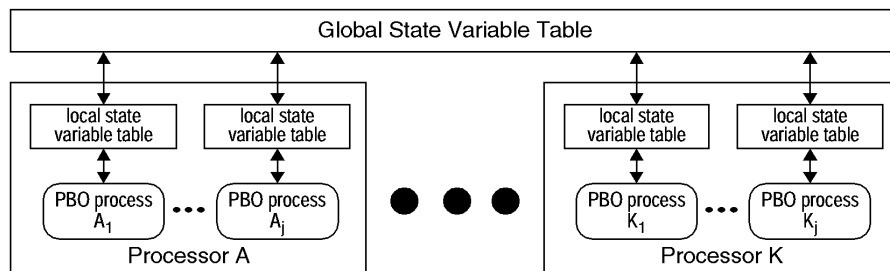 Global State Variable Table
local state variable table
local state variable table
local state variable table
local state variable table
PBO process A1
PBO process Aj
PBO process K1
PBO process Kj
Processor A
Processor K